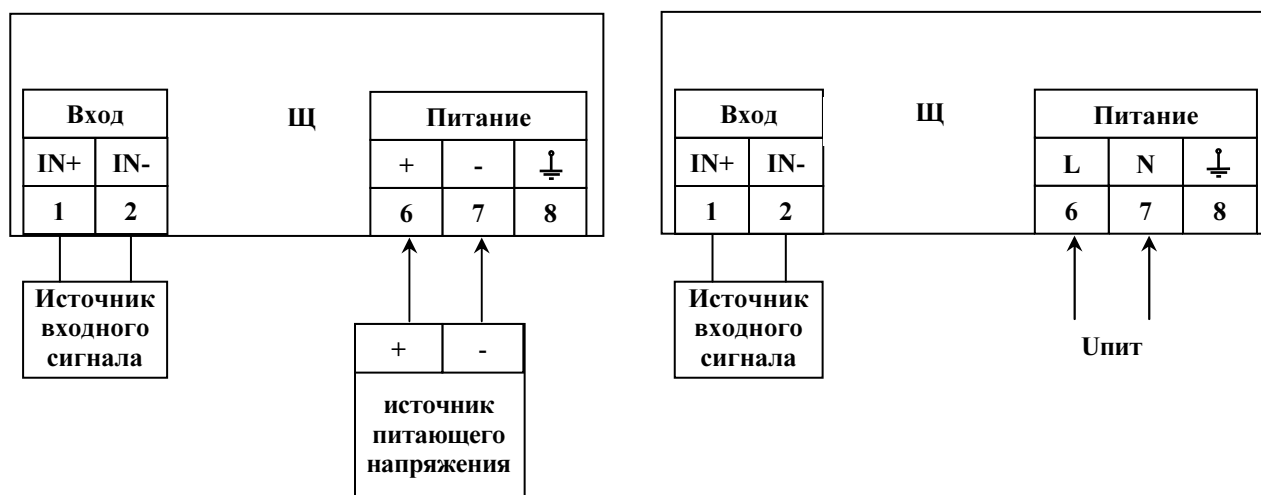 Вход
Щ
Питание
IN+ IN-
+ -
1 2
6 7 8
Источник
входного
сигнала
+ -
источник
питающего
напряжения
Вход
Щ
Питание
IN+ IN-
L N
1 2
6 7 8
Источник
входного
сигнала
Uпит